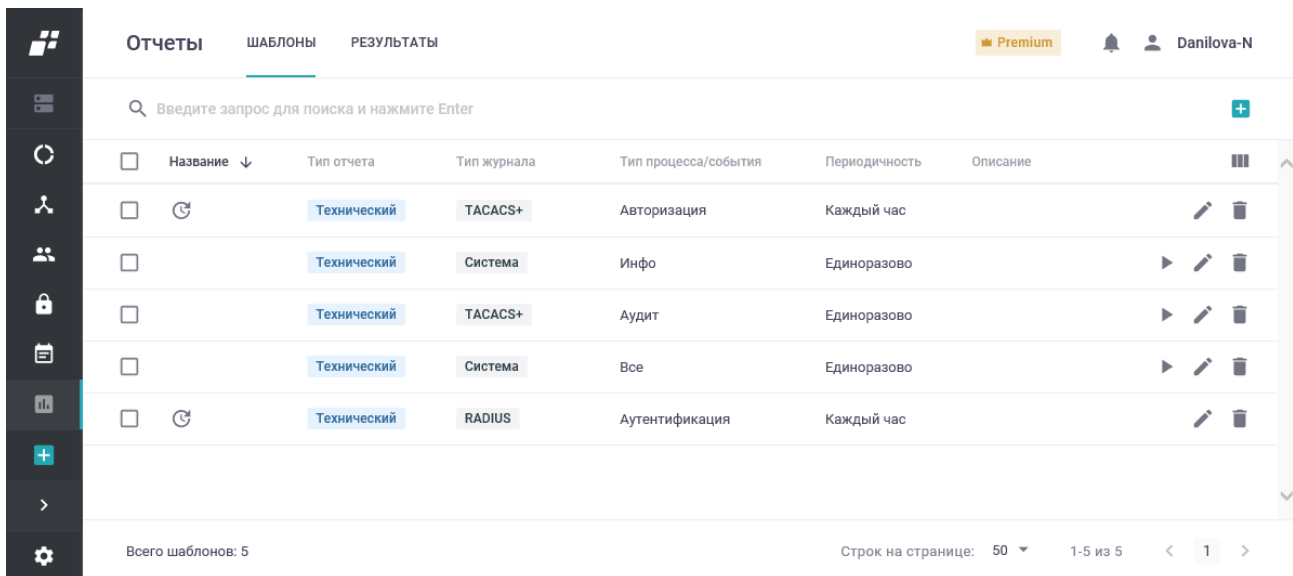 Отчеты ШАБЛОНЫ РЕЗУЛЬТАТЫ Premium Danilova-N
Введите запрос для поиска и нажмите Enter
Название Тип отчета Тип журнала Тип процесса/события Периодичность Описание
Технический TACACS+ Авторизация Каждый час
Технический Система Инфо Единоразово
Технический TACACS+ Аудит Единоразово
Технический Система Все Единоразово
Технический RADIUS Аутентификация Каждый час
Всего шаблонов: 5 Строк на странице: 50 1-5 из 5 1